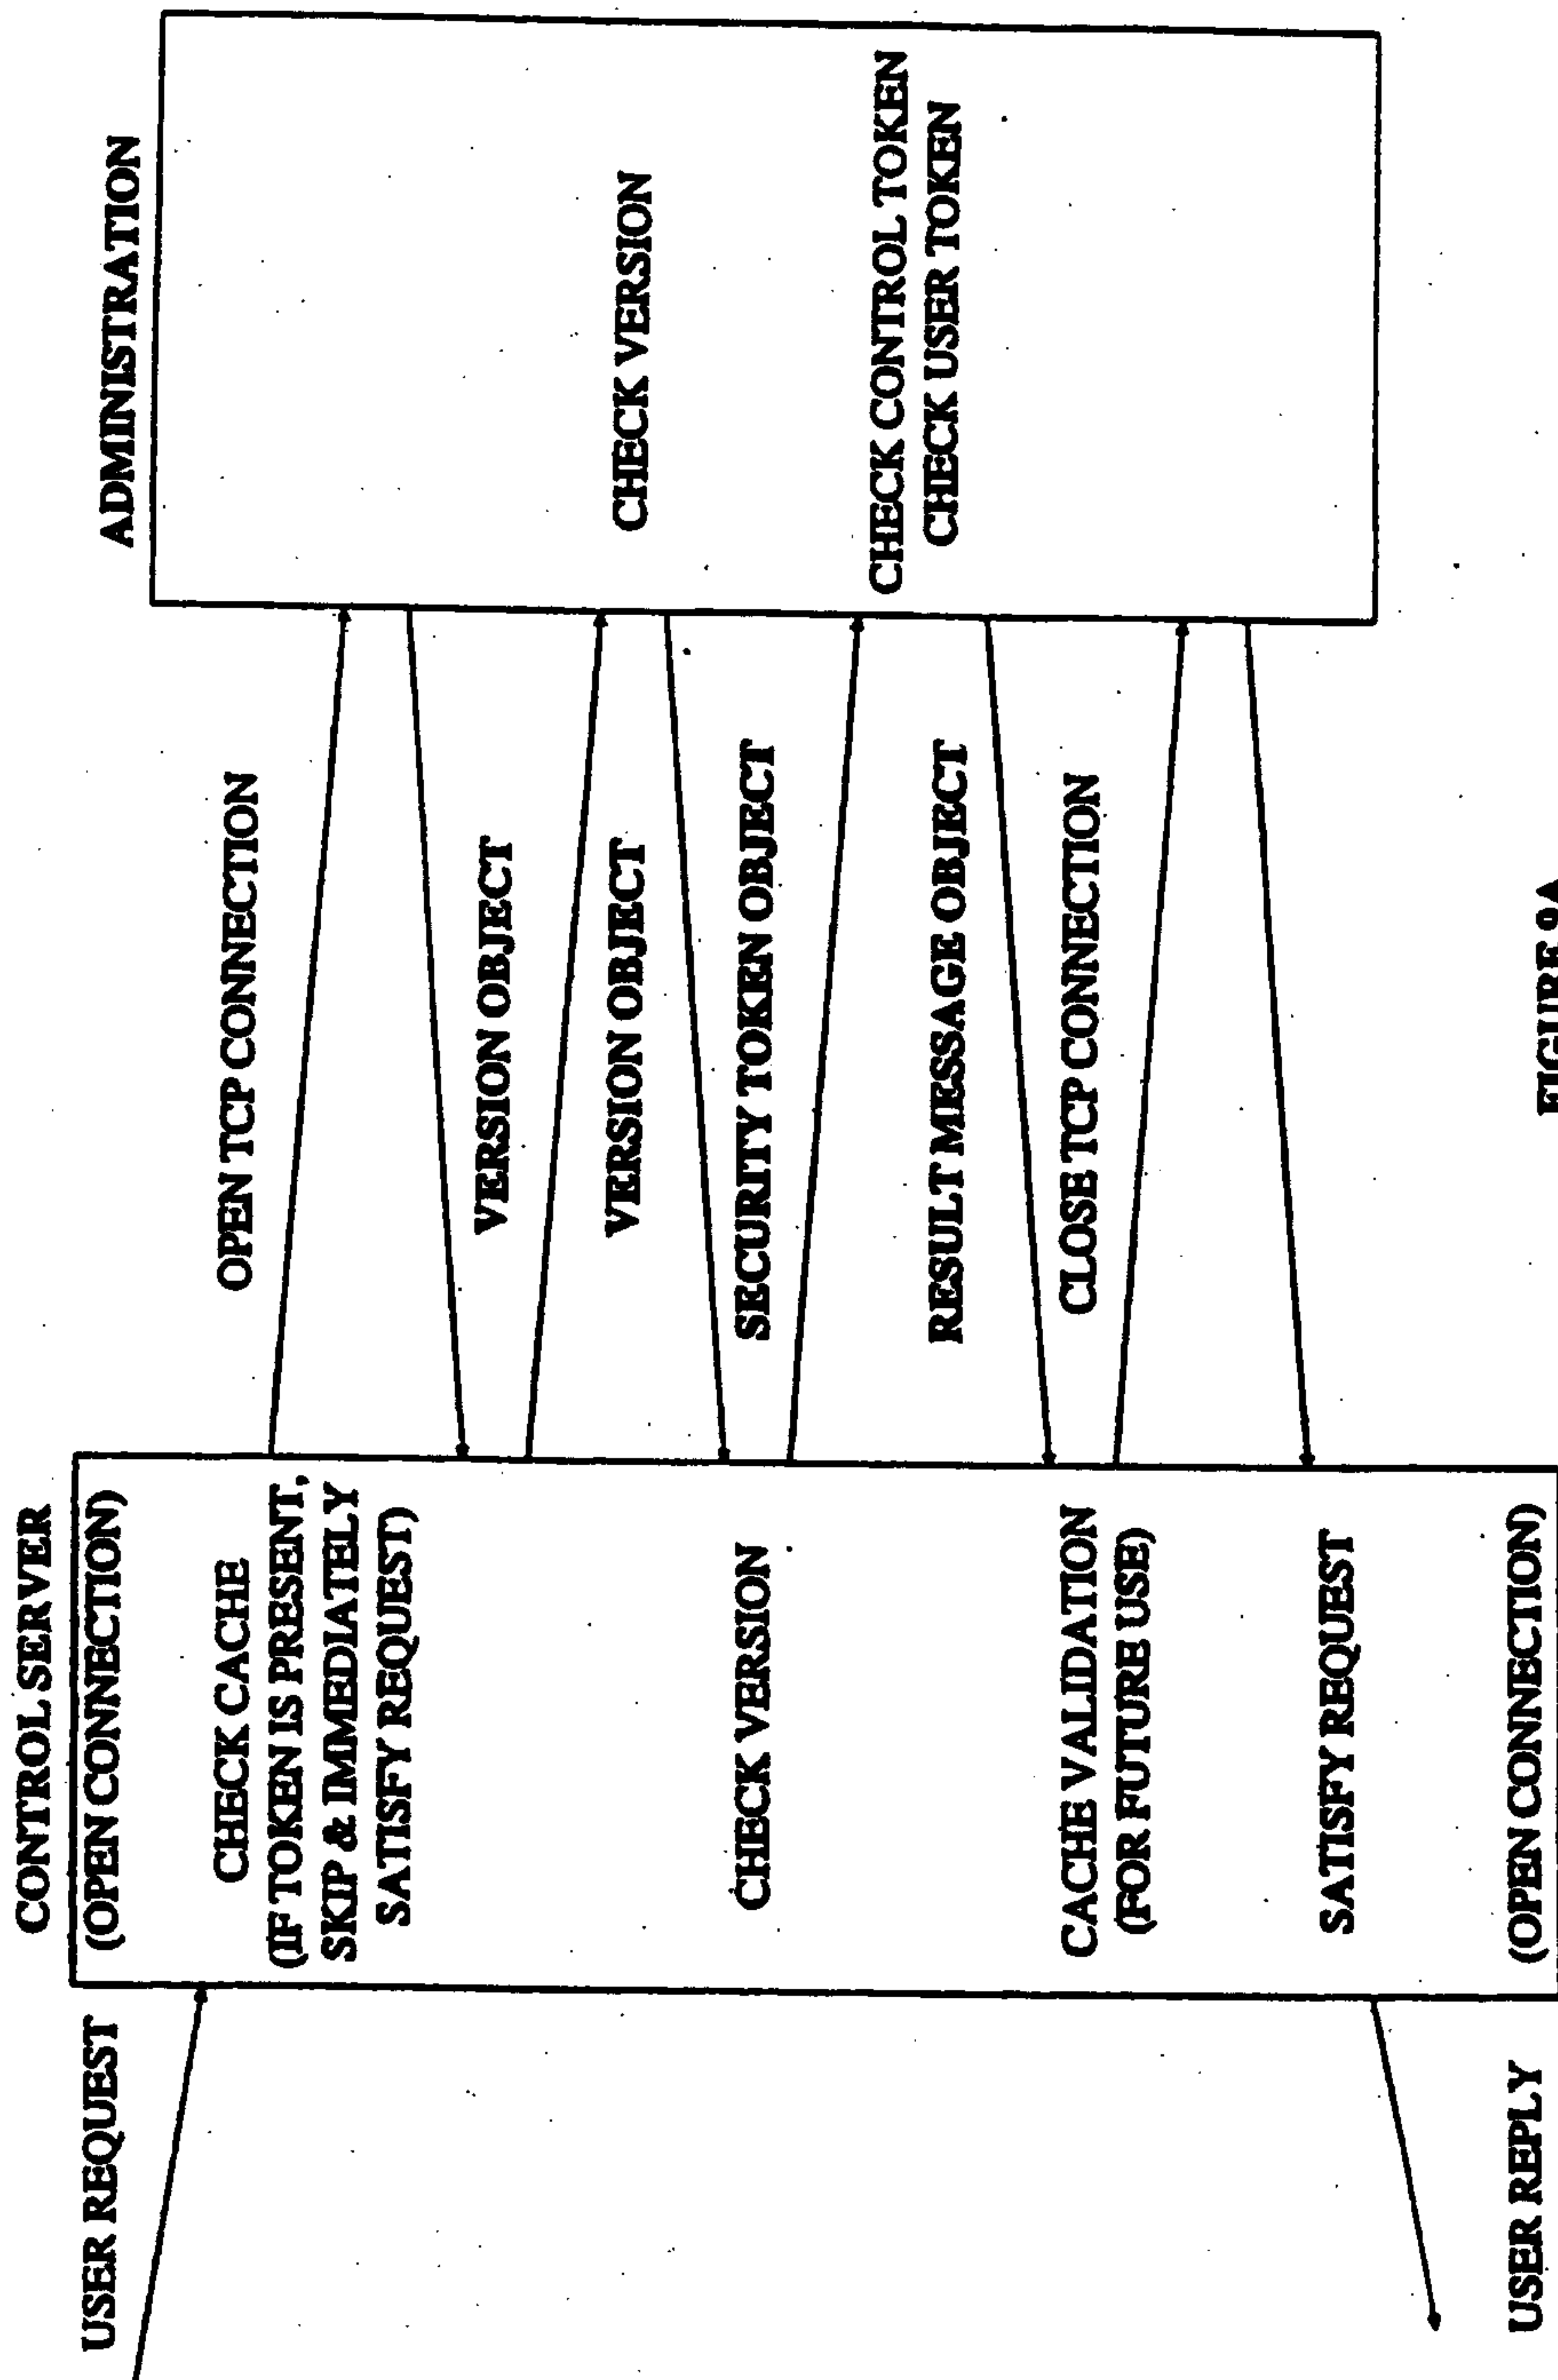 USER REQUEST
CONTROL SERVER
(OPEN CONNECTION)
CHECK CACHE
(IF TOKEN IS PRESENT,
SKIP & IMMEDIATELY
SATISFY REQUEST)
CHECK VERSION
CACHE VALIDATION
(FOR FUTURE USE)
SATISFY REQUEST
(OPEN CONNECTION)
USER REPLY
OPEN TCP CONNECTION
VERSION OBJECT
VERSION OBJECT
SECURITY TOKEN OBJECT
RESULT MESSAGE OBJECT
CLOSE TCP CONNECTION
ADMINISTRATION
CHECK VERSION
CHECK CONTROL TOKEN
CHECK USER TOKEN
FIGURE